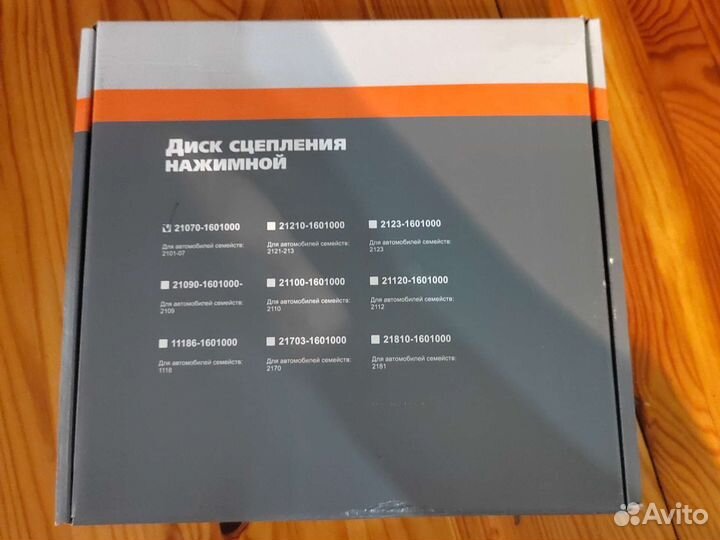 Диск сцепления
нажимной
21070-1601000
Для автомобилей семейств:
2101-07
21210-1601000
Для автомобилей семейств:
2121-213
2123-1601000
Для автомобилей семейств:
2123
21090-1601000-
Для автомобилей семейств:
2109
21100-1601000
Для автомобилей семейств:
2110
21120-1601000
Для автомобилей семейств:
2112
11186-1601000
Для автомобилей семейств:
1118
21703-1601000
Для автомобилей семейств:
2170
21810-1601000
Для автомобилей семейств:
2181
Avito